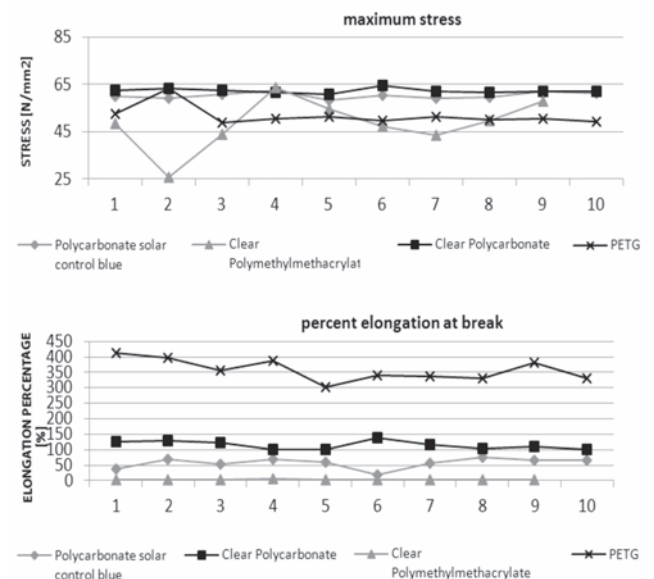 maximum stress
STRESS [N/mm2]
85
65
45
25
1 2 3 4 5 6 7 8 9 10
Polycarbonate solar control blue
Clear Polymethylmethacrylat
Clear Polycarbonate
PETG
percent elongation at break
ELONGATION PERCENTAGE [%]
450
400
350
300
250
200
150
100
50
0
1 2 3 4 5 6 7 8 9 10
Polycarbonate solar control blue
Clear Polycarbonate
Clear Polymethylmethacrylate
PETG